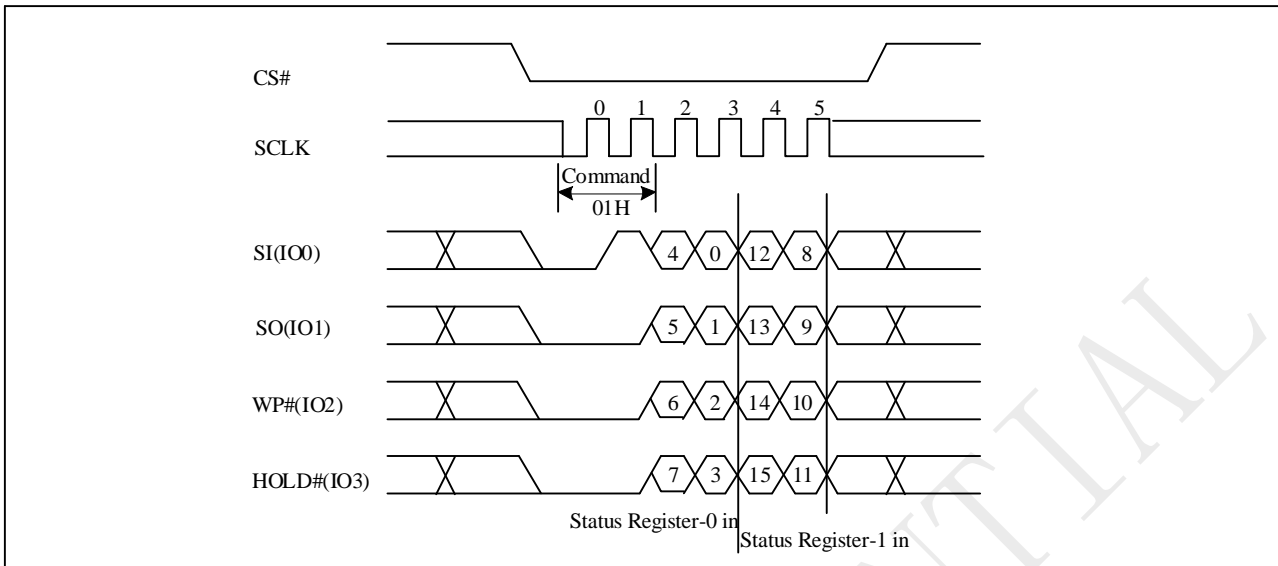 CS#
0 1 2 3 4 5
SCLK
Command
01H
SI(IO0) 4 0 12 8
SO(IO1) 5 1 13 9
WP#(IO2) 6 2 14 10
HOLD#(IO3) 7 3 15 11
Status Register-0 in
Status Register-1 in
NTIAL